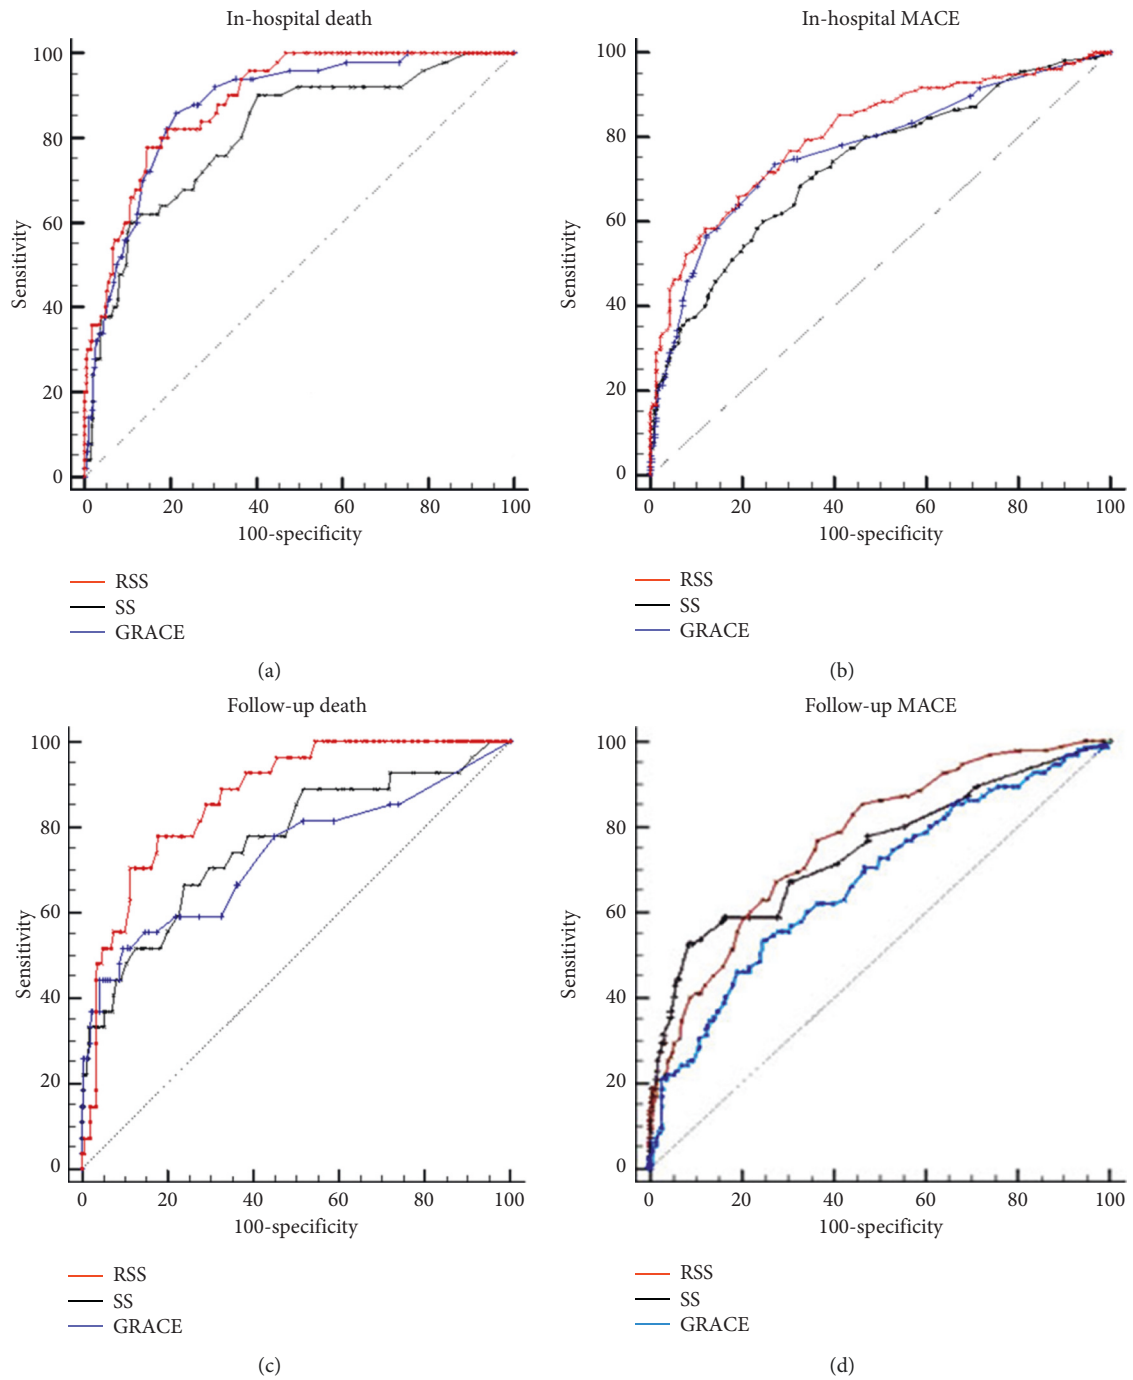 In-hospital death
100
80
60
40
20
0
Sensitivity
0 20 40 60 80 100
100-specificity
RSS
SS
GRACE
(a)
In-hospital MACE
100
80
60
40
20
0
Sensitivity
0 20 40 60 80 100
100-specificity
RSS
SS
GRACE
(b)
Follow-up death
100
80
60
40
20
0
Sensitivity
0 20 40 60 80 100
100-specificity
RSS
SS
GRACE
(c)
Follow-up MACE
100
80
60
40
20
0
Sensitivity
0 20 40 60 80 100
100-specificity
RSS
SS
GRACE
(d)